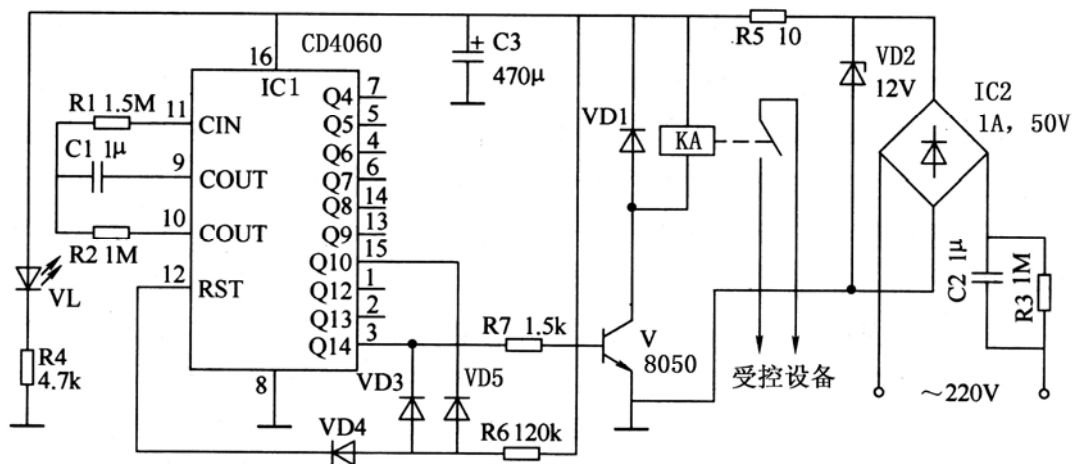 CD4060
16
IC1
R1 1.5M
11
CIN
C1 1μ
9
COUT
10
COUT
R2 1M
12
RST
VL
R4
4.7k
8
Q4
7
Q5
5
Q6
4
Q7
6
Q8
14
Q9
13
Q10
15
Q12
1
Q13
2
Q14
3
+
C3
470μ
VD1
KA
R5 10
VD2
12V
IC2
1A, 50V
C2 1μ
R3 1M
R7 1.5k
V
8050
受控设备
～220V
VD3
VD5
VD4
R6 120k